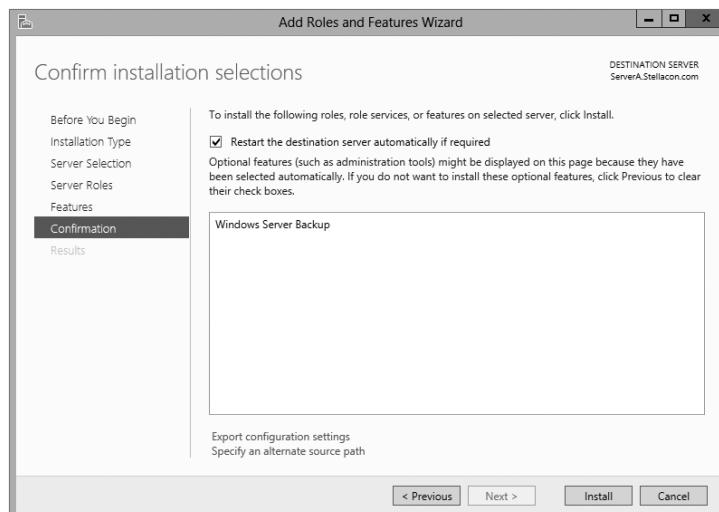 Add Roles and Features Wizard
Confirm installation selections
DESTINATION SERVER
ServerA.Stellacon.com
Before You Begin
Installation Type
Server Selection
Server Roles
Features
Confirmation
Results
To install the following roles, role services, or features on selected server, click Install.
Restart the destination server automatically if required
Optional features (such as administration tools) might be displayed on this page because they have
been selected automatically. If you do not want to install these optional features, click Previous to clear
their check boxes.
Windows Server Backup
Export configuration settings
Specify an alternate source path
< Previous
Next >
Install
Cancel